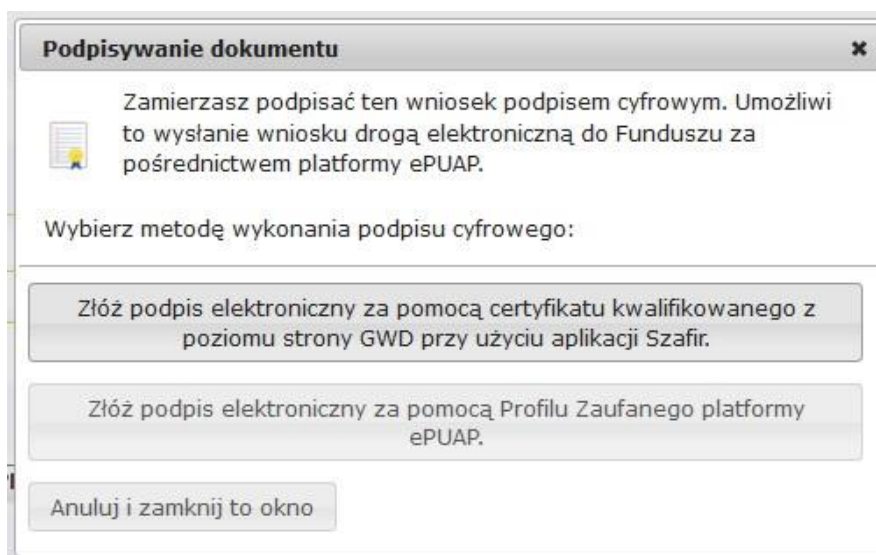 Podpisywanie dokumentu
Zamierzasz podpisać ten wniosek podpisem cyfrowym. Umożliwi
to wysłanie wniosku drogą elektroniczną do Funduszu za
pośrednictwem platformy ePUAP.
Wybierz metodę wykonania podpisu cyfrowego:
Złóż podpis elektroniczny za pomocą certyfikatu kwalifikowanego z
poziomu strony GWD przy użyciu aplikacji Szafir.
Złóż podpis elektroniczny za pomocą Profilu Zaufanego platformy
ePUAP.
Anuluj i zamknij to okno